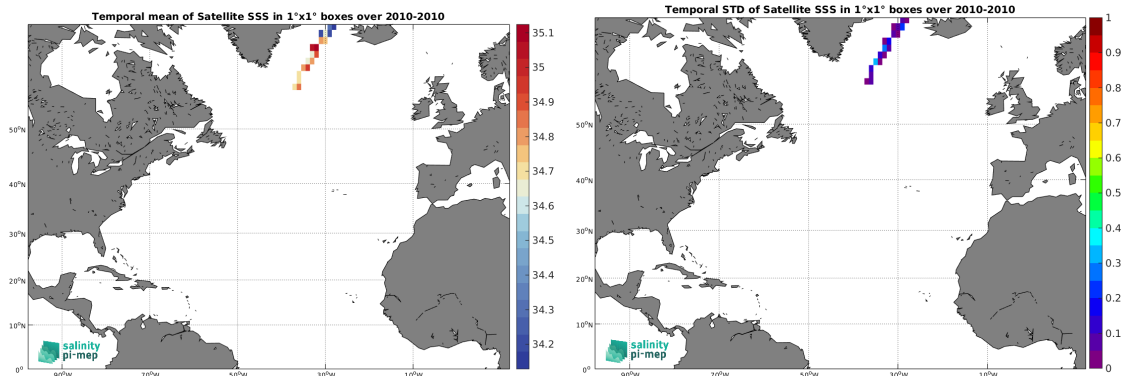 Temporal mean of Satellite SSS in 1°x1° boxes over 2010-2010
50°N
40°N
30°N
20°N
10°N
0°
90°W
70°W
50°W
30°W
10°W
35.1
35
34.9
34.8
34.7
34.6
34.5
34.4
34.3
34.2
salinity
pi-mep
Temporal STD of Satellite SSS in 1°x1° boxes over 2010-2010
50°N
40°N
30°N
20°N
10°N
0°
90°W
70°W
50°W
30°W
10°W
1
0.9
0.8
0.7
0.6
0.5
0.4
0.3
0.2
0.1
0
salinity
pi-mep